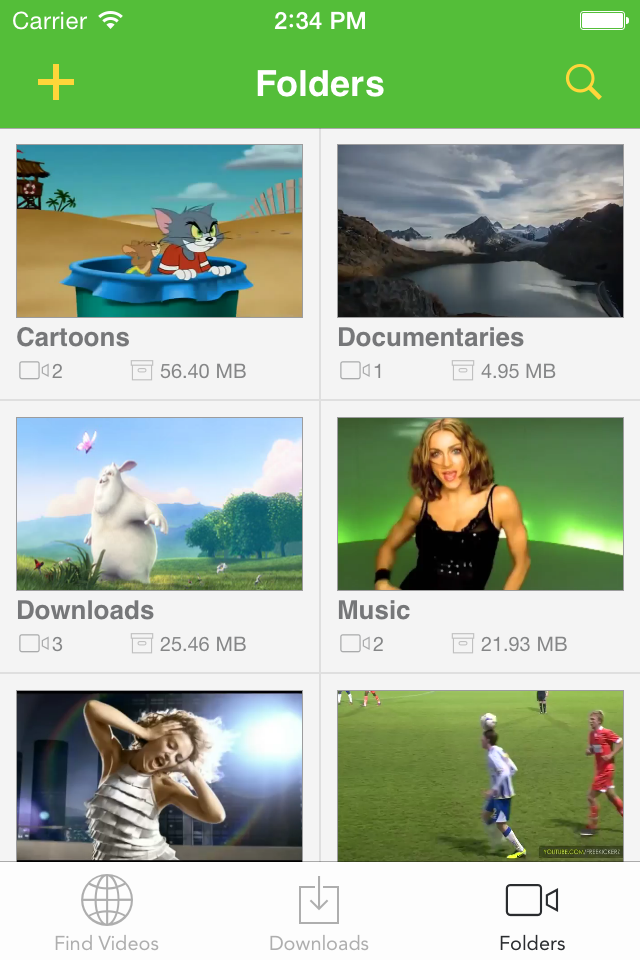 Carrier 2:34 PM
Folders
Cartoons Documentaries
2 56.40 MB 1 4.95 MB
Downloads Music
3 25.46 MB 2 21.93 MB
YOUTUBE.COM/FREEKICKERZ
Find Videos Downloads Folders